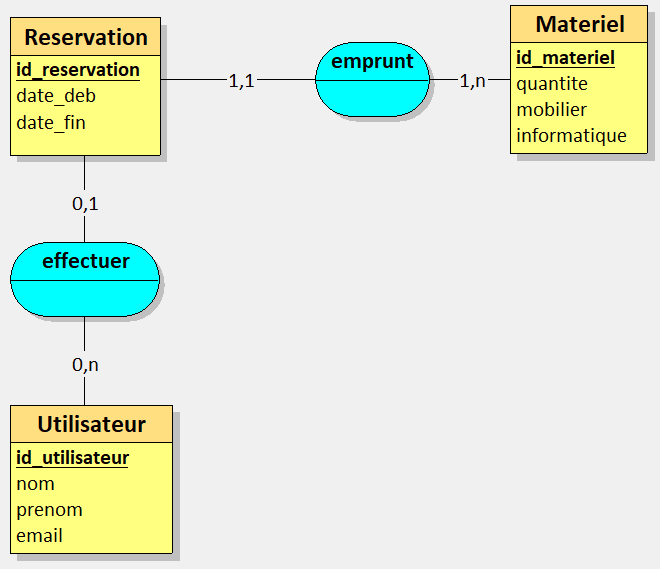 Reservation
id_reservation
date_deb
date_fin
1,1
emprunt
1,n
Materiel
id_materiel
quantite
mobilier
informatique
0,1
effectuer
0,n
Utilisateur
id_utilisateur
nom
prenom
email